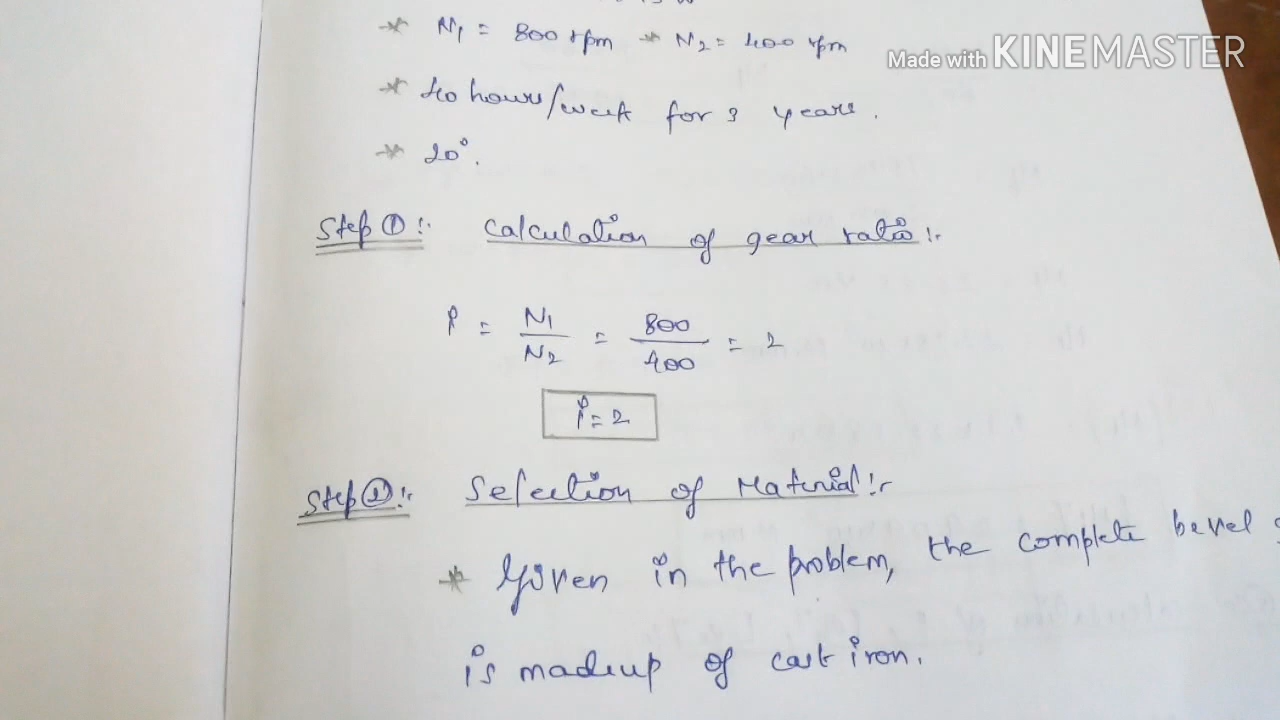 * N1 = 800 rpm * N2 = 400 rpm
Made with KINEMASTER
* 40 hours/week for 3 years.
* 20°.
Step ①:- Calculation of gear ratio:-
i = N1/N2 = 800/400 = 2
i = 2
Step ②:- Selection of Material:-
* Given in the problem, the complete bevel
is madeup of cast iron.